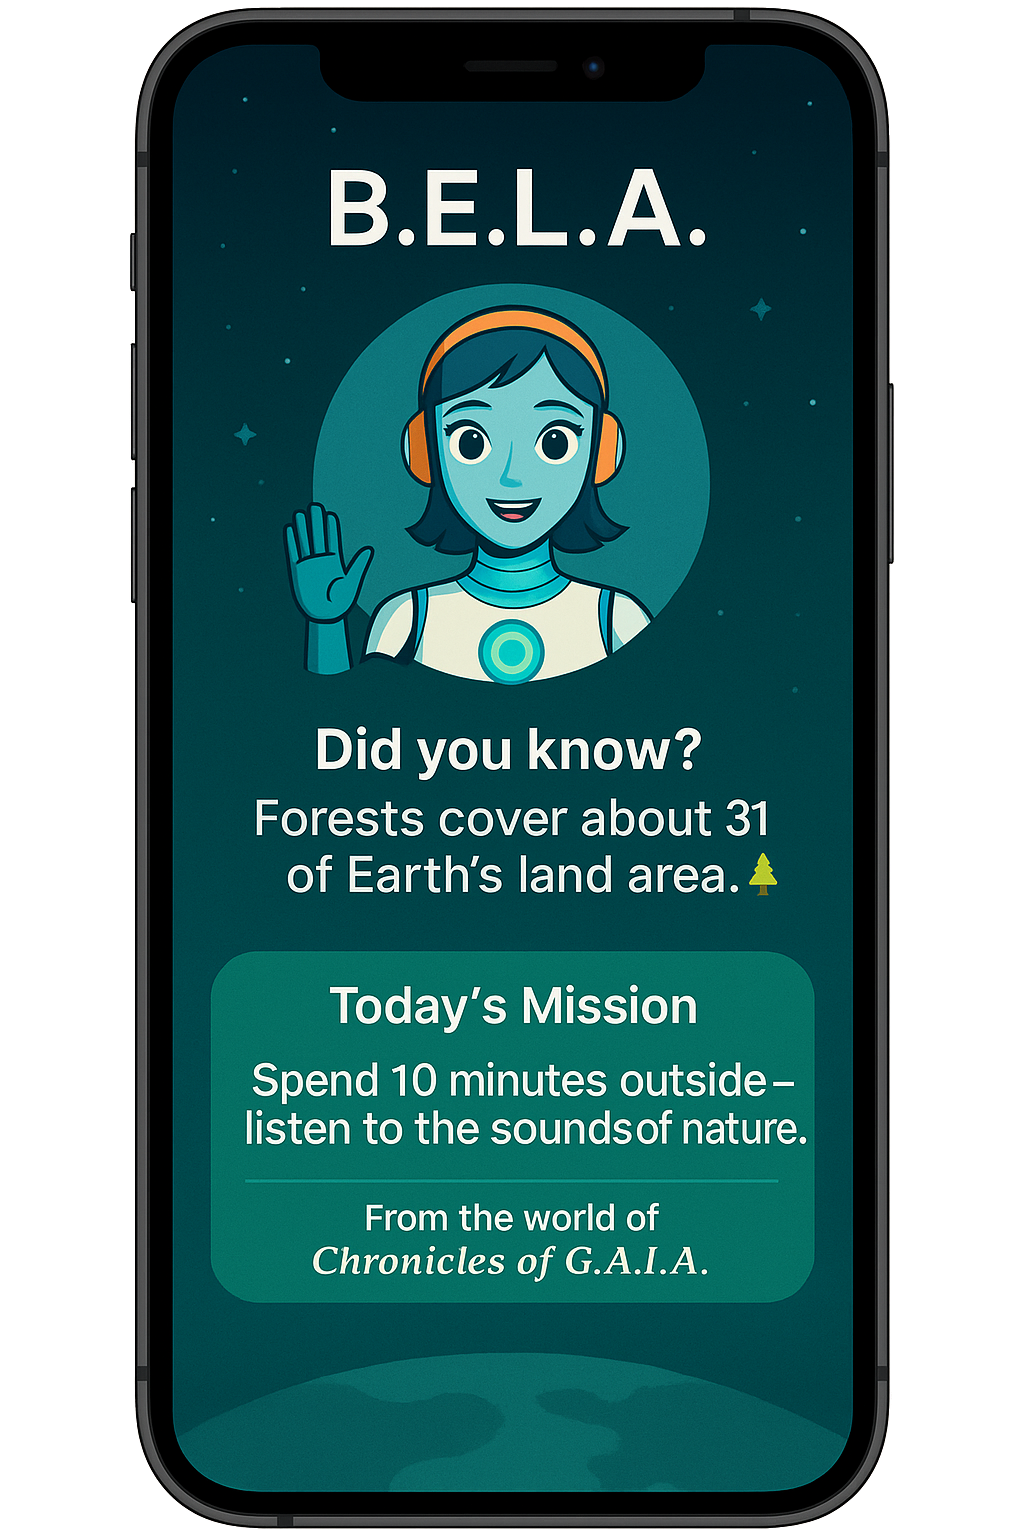 B.E.L.A.
Did you know?
Forests cover about 31
of Earth's land area.🌲
Today's Mission
Spend 10 minutes outside–
listen to the soundsof nature.
From the world of
Chronicles of G.A.I.A.